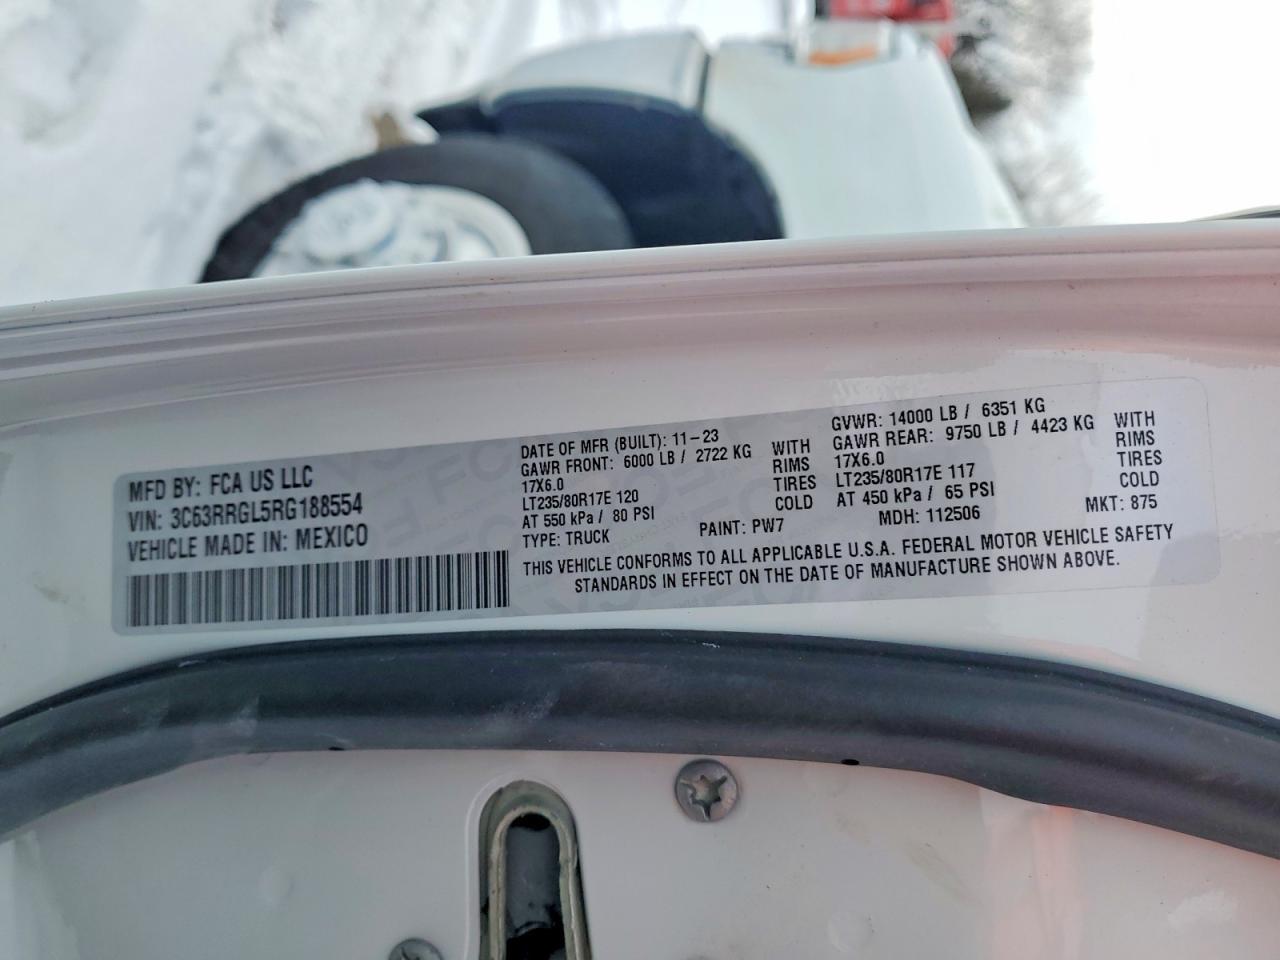 MFD BY: FCA US LLC
VIN: 3C63RRGL5RG188554
VEHICLE MADE IN: MEXICO
DATE OF MFR (BUILT): 11-23
GAWR FRONT: 6000 LB / 2722 KG WITH
17X6.0 RIMS
LT235/80R17E 120 TIRES
AT 550 kPa / 80 PSI COLD
TYPE: TRUCK PAINT: PW7
GVWR: 14000 LB / 6351 KG
GAWR REAR: 9750 LB / 4423 KG WITH
17X6.0 RIMS
LT235/80R17E 117 TIRES
AT 450 kPa / 65 PSI COLD
MDH: 112506 MKT: 875
THIS VEHICLE CONFORMS TO ALL APPLICABLE U.S.A. FEDERAL MOTOR VEHICLE SAFETY
STANDARDS IN EFFECT ON THE DATE OF MANUFACTURE SHOWN ABOVE.